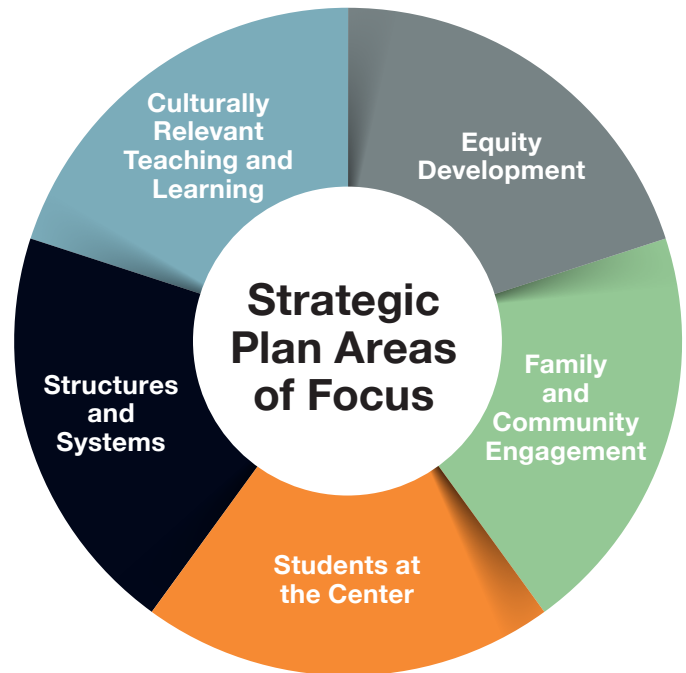 Strategic
Plan Areas
of Focus
Equity
Development
Family
and
Community
Engagement
Students at
the Center
Structures
and
Systems
Culturally
Relevant
Teaching and
Learning